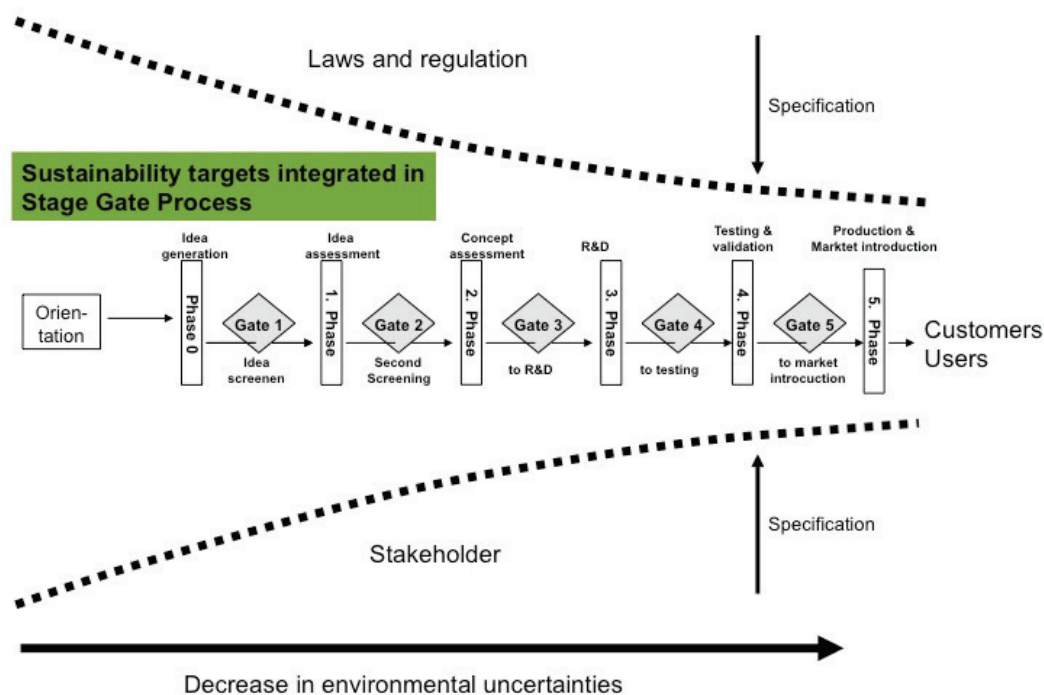 Laws and regulation
Specification
Sustainability targets integrated in
Stage Gate Process
Idea
generation
Idea
assessment
Concept
assessment
R&D
Testing &
validation
Production &
Marktet introduction
Orien-
tation
Phase 0
Gate 1
Idea
screenen
1. Phase
Gate 2
Second
Screening
2. Phase
Gate 3
to R&D
3. Phase
Gate 4
to testing
4. Phase
Gate 5
to market
introcuction
5. Phase
Customers
Users
Specification
Stakeholder
Decrease in environmental uncertainties